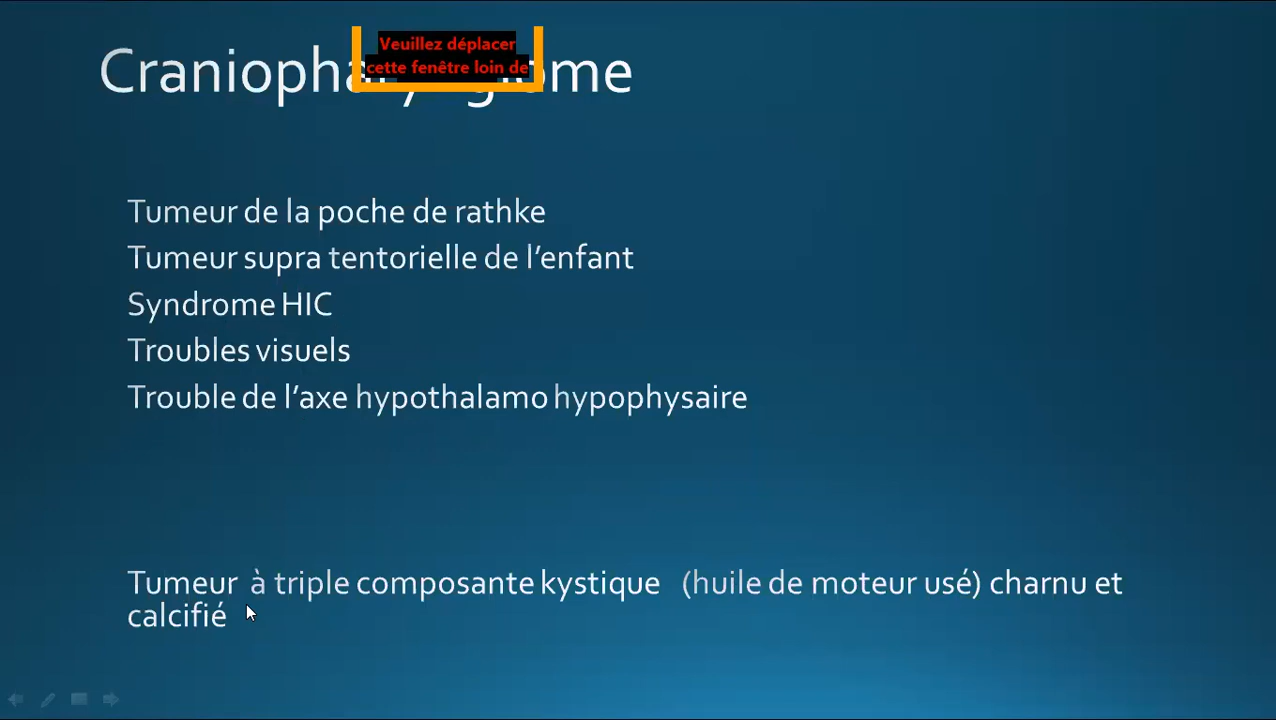 Veuillez déplacer
cette fenêtre loin de
Tumeur de la poche de rathke
Tumeur supra tentorielle de l’enfant
Syndrome HIC
Troubles visuels
Trouble de l’axe hypothalamo hypophysaire
Tumeur à triple composante kystique (huile de moteur usé) charnu et
calcifié